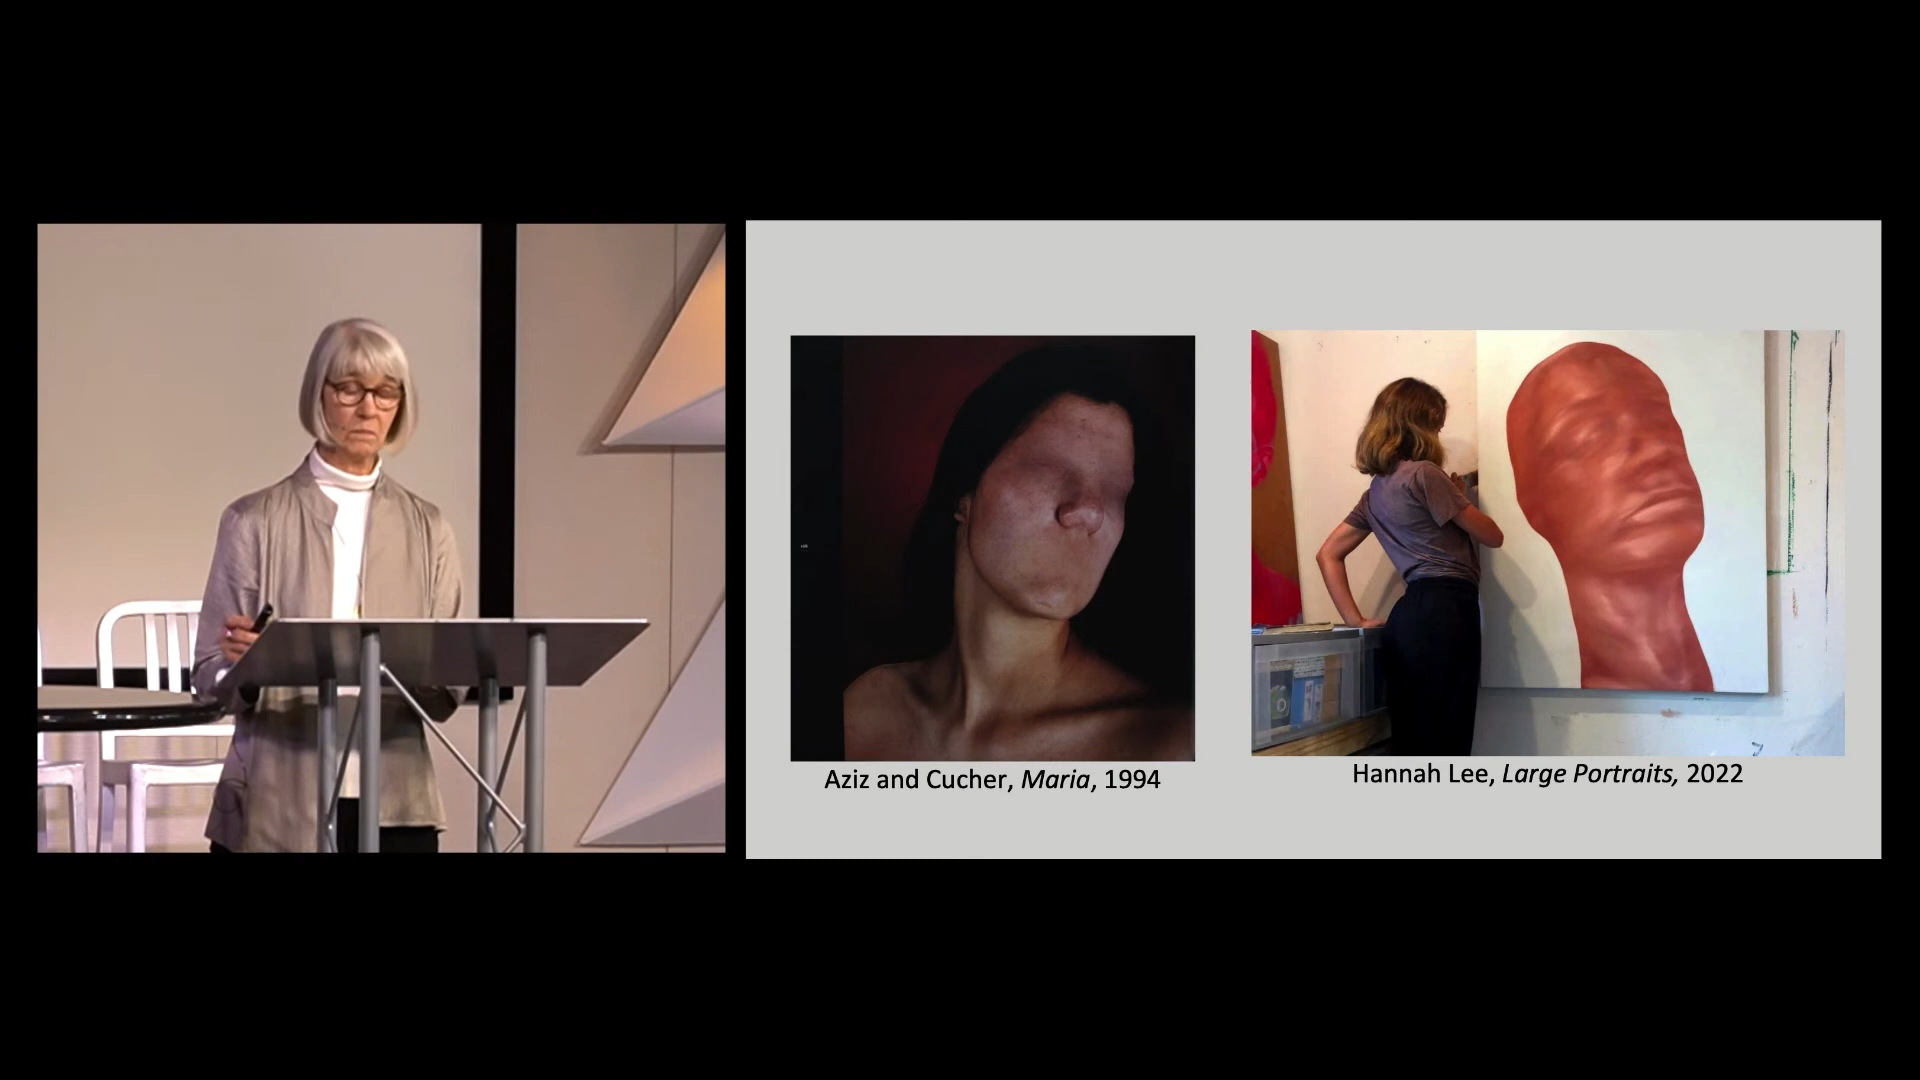 Aziz and Cucher, Maria, 1994
Hannah Lee, Large Portraits, 2022